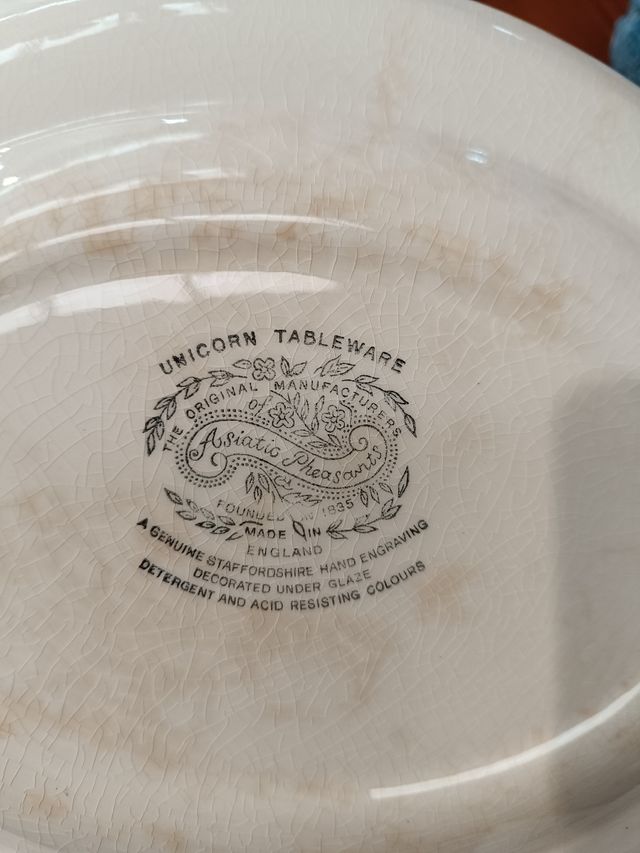 UNICORN TABLEWARE
THE ORIGINAL MANUFACTURERS
of
Asiatic Pheasants
FOUNDED IN 1835
MADE IN
ENGLAND
A GENUINE STAFFORDSHIRE HAND ENGRAVING
DECORATED UNDER GLAZE
DETERGENT AND ACID RESISTING COLOURS